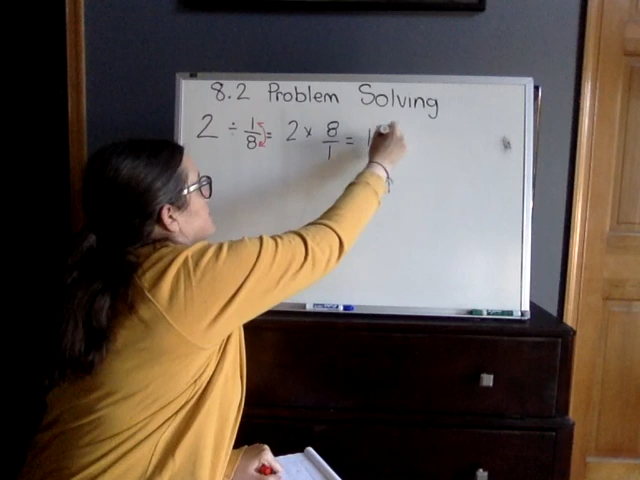 8.2 Problem Solving
2 ÷ 1/8 = 2 × 8/1 = 1